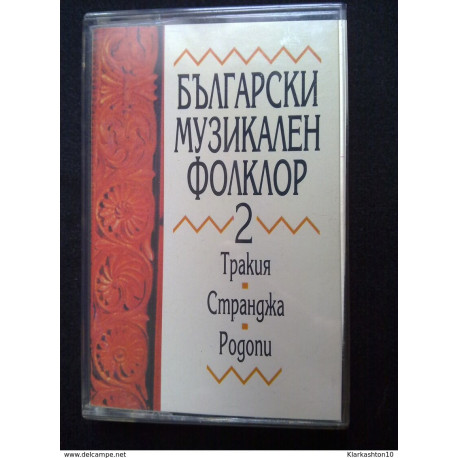 БЪЛГАРСКИ
МУЗИКАЛЕН
ФОЛКЛОР
2
Тракия
Странджа
Родопи
www.delcampe.net
Klarkashton10